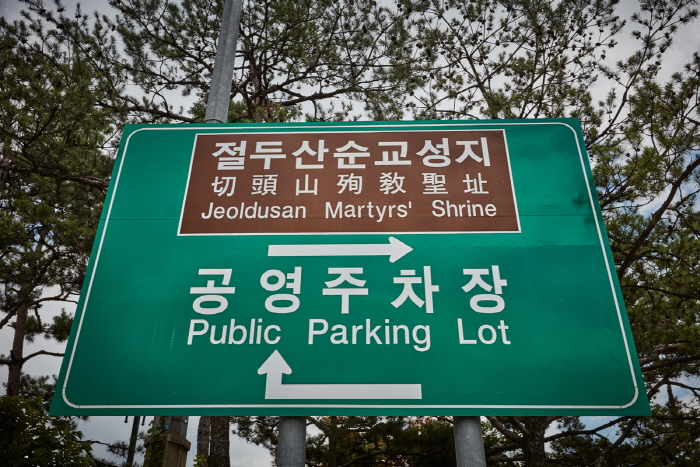 절두산순교성지
切頭山殉敎聖址
Jeoldusan Martyrs' Shrine
공영주차장
Public Parking Lot